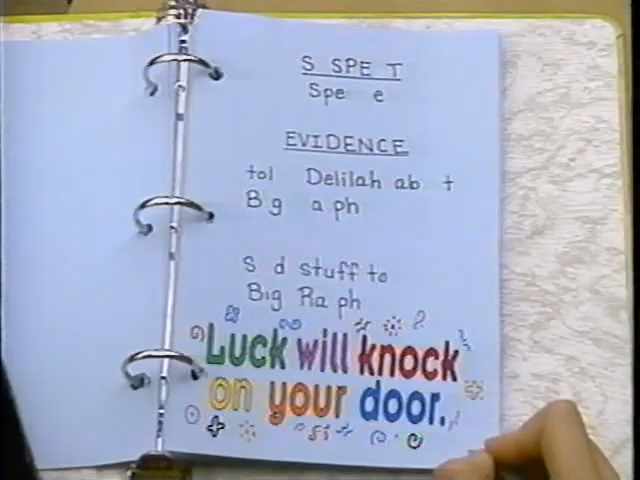 S SPE T
Spe e
EVIDENCE
tol Delilah ab t
B g a ph
S d stuff to
Big Ra ph
Luck will knock
on your door.